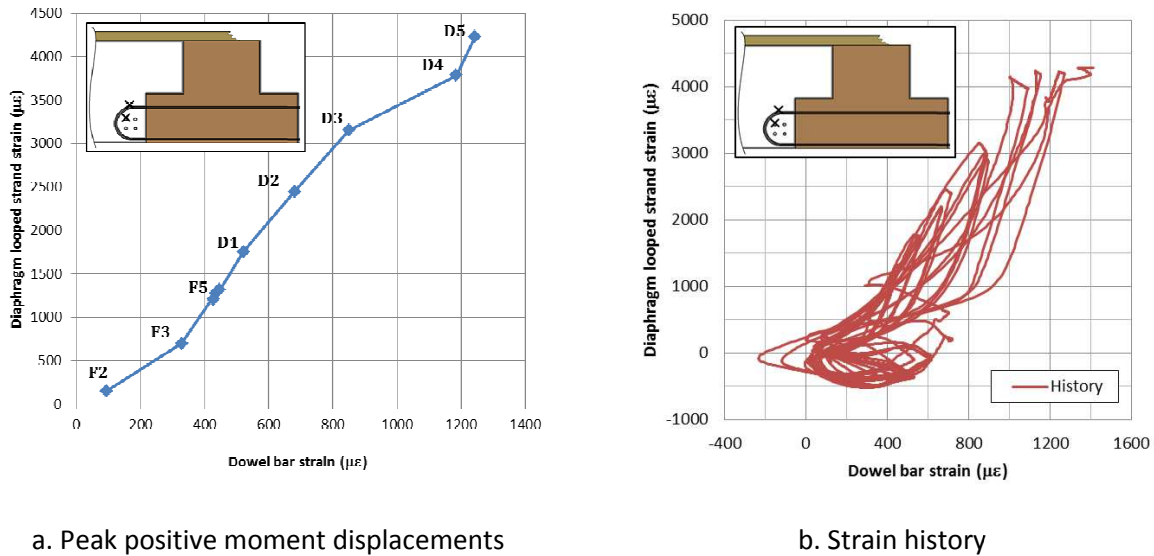 4500
4000
3500
3000
2500
2000
1500
1000
500
0
0 200 400 600 800 1000 1200 1400
Diaphragm looped strand strain (µε)
Dowel bar strain (µε)
F2
F3
F5
D1
D2
D3
D4
D5
a. Peak positive moment displacements
5000
4000
3000
2000
1000
0
-1000
-400 0 400 800 1200 1600
Diaphragm looped strand strain (µε)
Dowel bar strain (µε)
History
b. Strain history